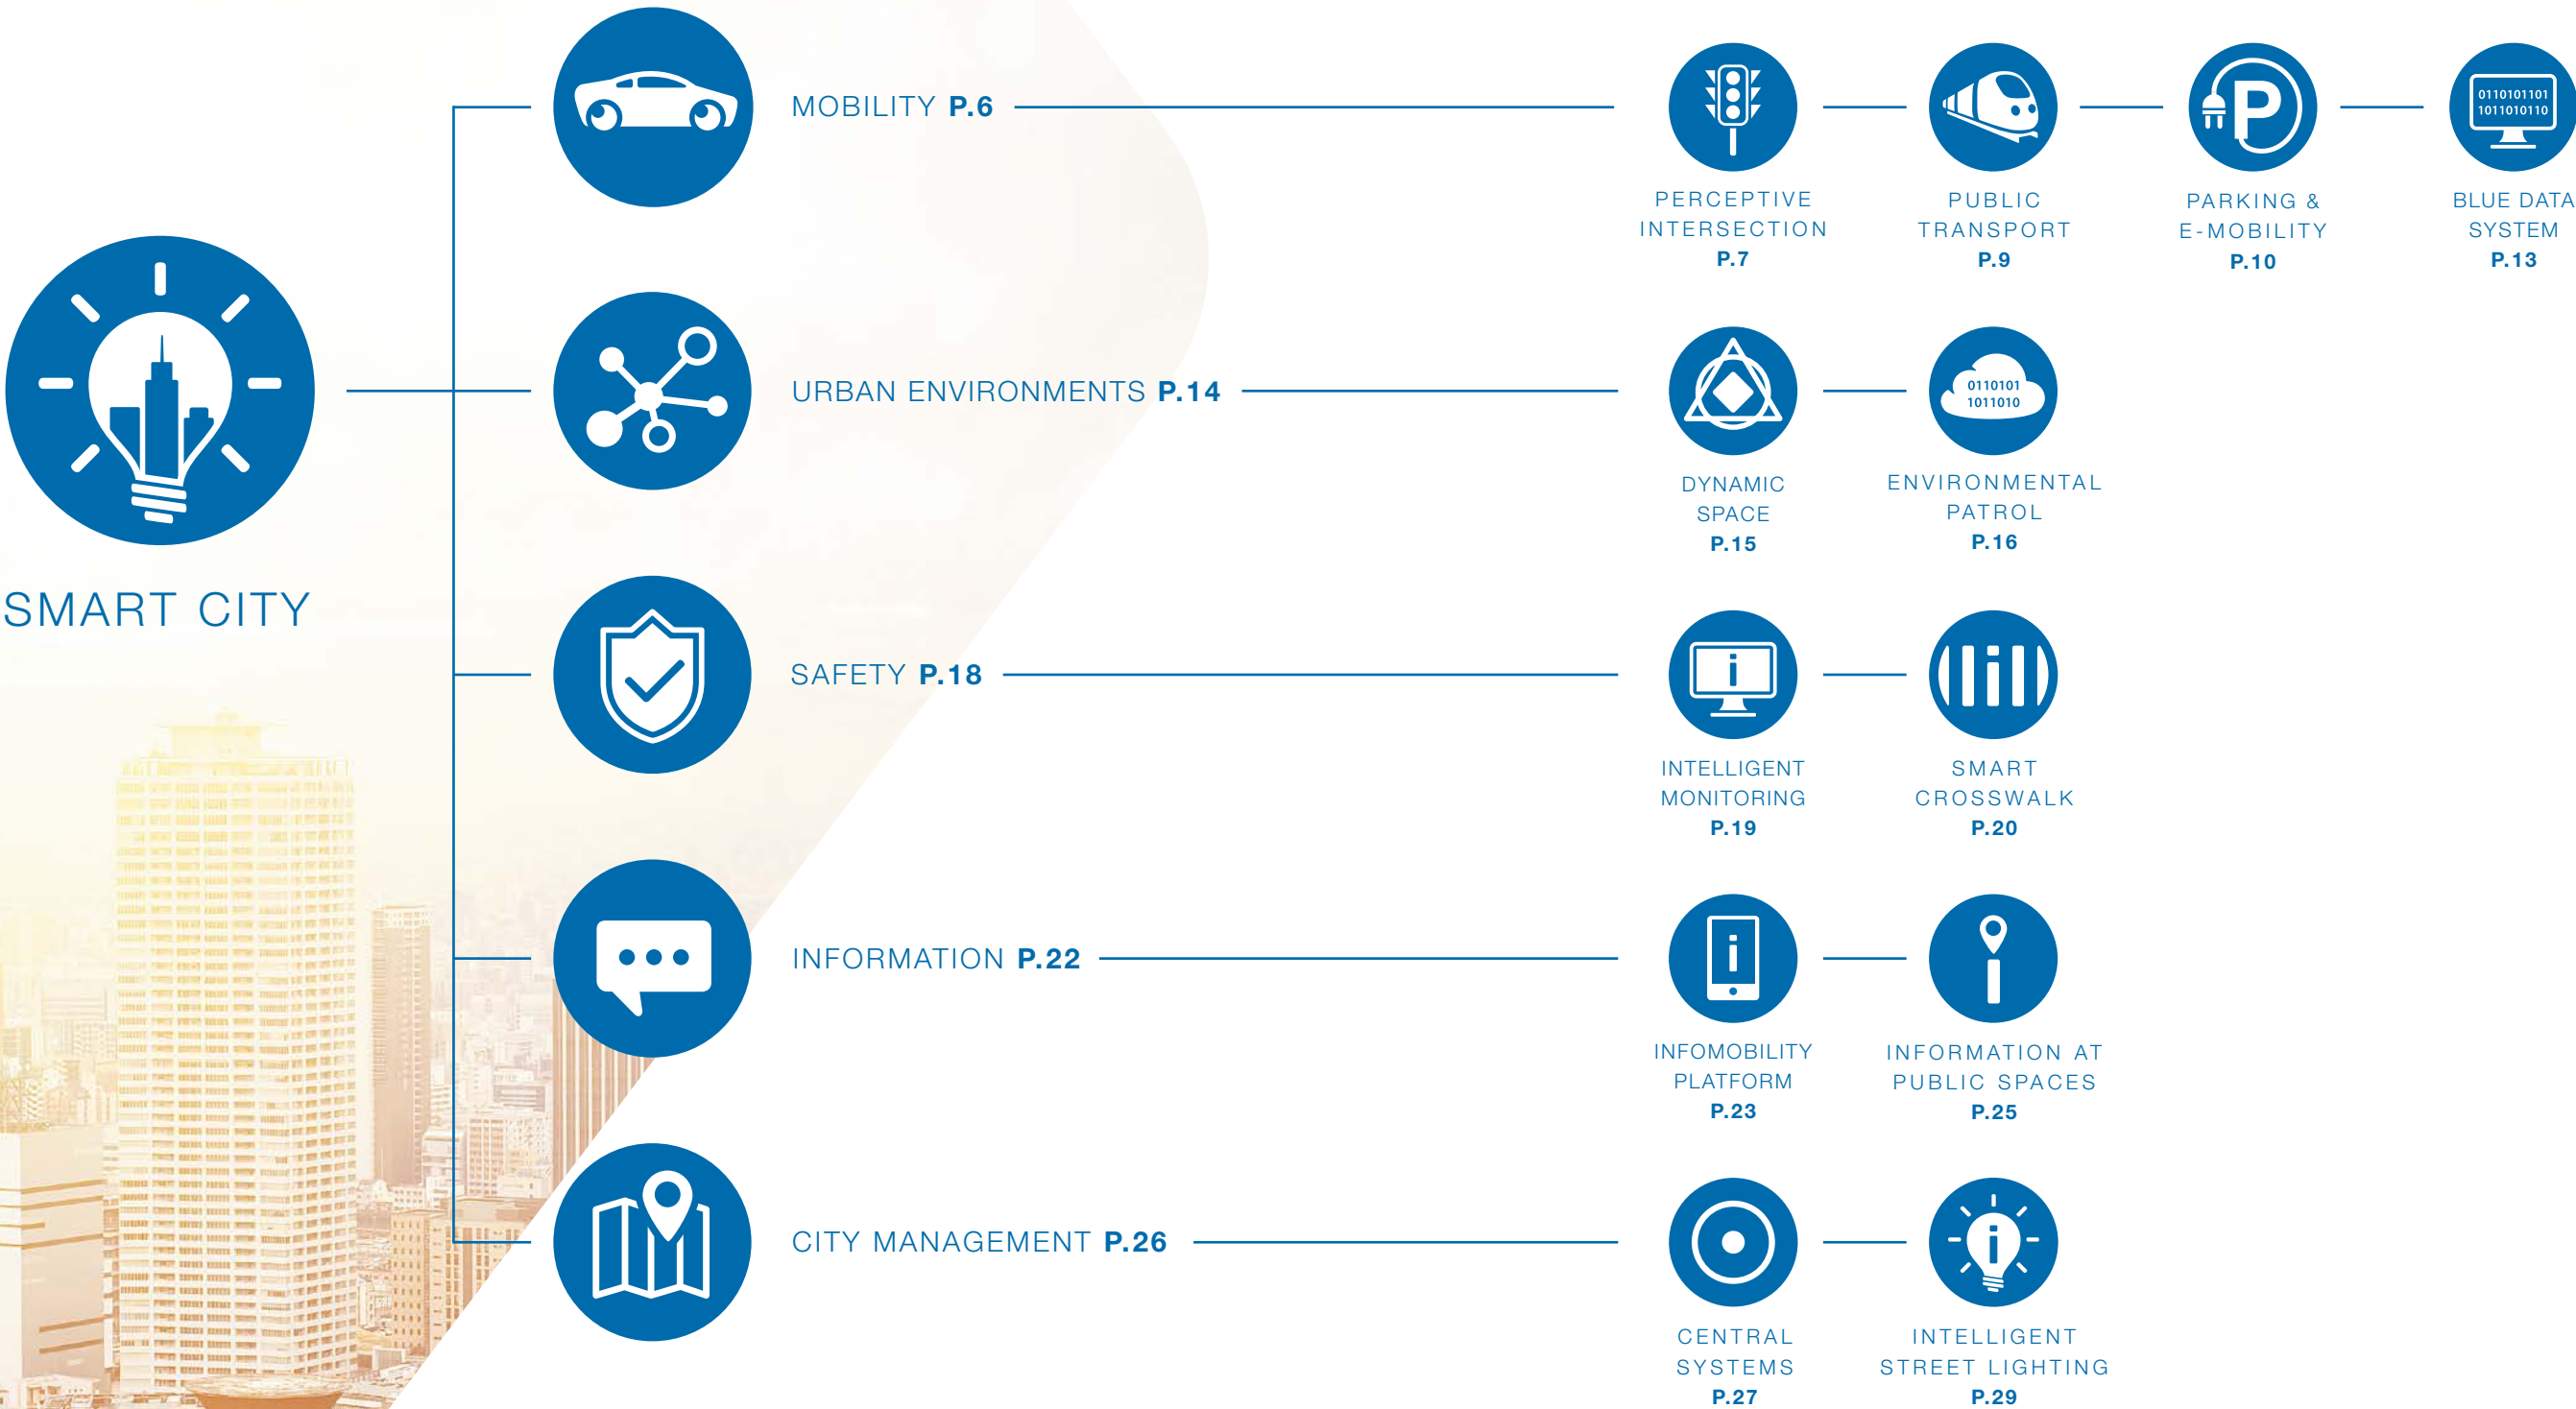 SMART CITY
MOBILITY P.6
PERCEPTIVE
INTERSECTION
P.7
PUBLIC
TRANSPORT
P.9
P
PARKING &
E-MOBILITY
P.10
0110101101
1011010110
BLUE DATA
SYSTEM
P.13
URBAN ENVIRONMENTS P.14
DYNAMIC
SPACE
P.15
0110101
1011010
ENVIRONMENTAL
PATROL
P.16
SAFETY P.18
i
INTELLIGENT
MONITORING
P.19
i
SMART
CROSSWALK
P.20
INFORMATION P.22
i
INFOMOBILITY
PLATFORM
P.23
INFORMATION AT
PUBLIC SPACES
P.25
CITY MANAGEMENT P.26
CENTRAL
SYSTEMS
P.27
i
INTELLIGENT
STREET LIGHTING
P.29